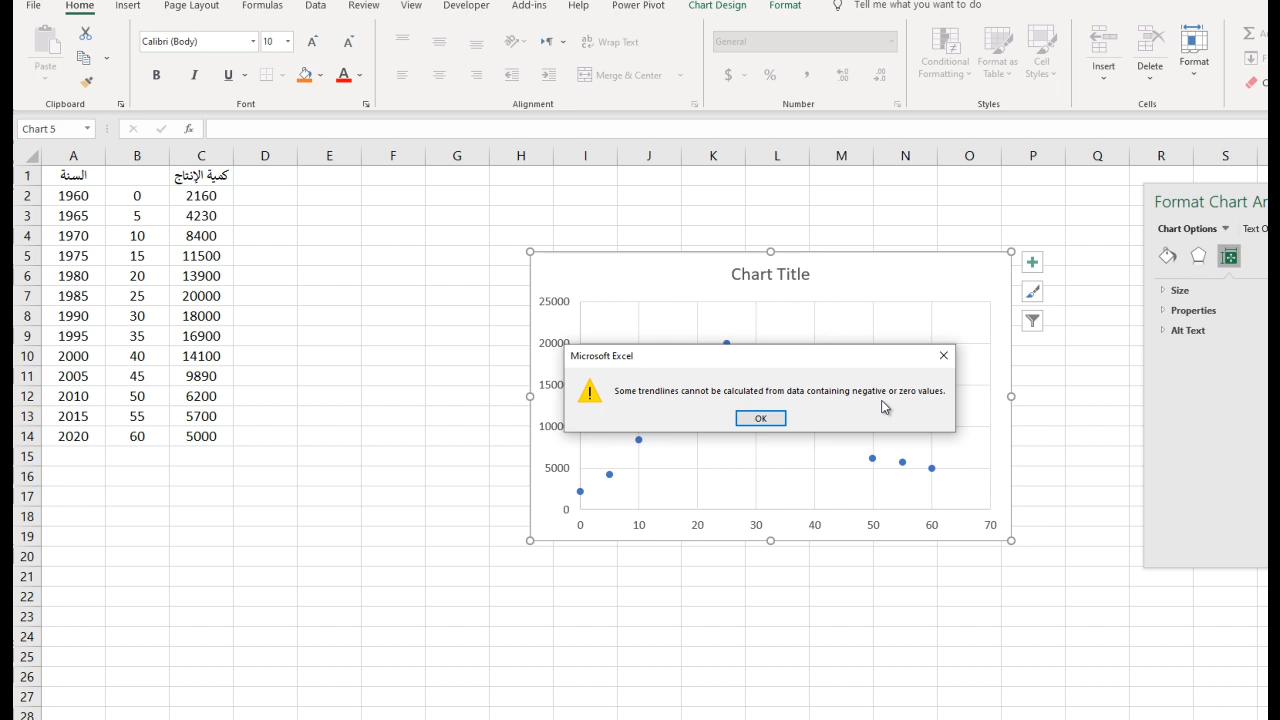 File Home Insert Page Layout Formulas Data Review View Developer Add-ins Help Power Pivot Chart Design Format Tell me what you want to do
Calibri (Body) 10 Wrap Text General
Paste B I U Merge & Center $ % Conditional Formatting Format as Table Cell Styles Insert Delete Format
Clipboard Font Alignment Number Styles Cells
Chart 5 fx
A B C D E F G H I J K L M N O P Q R S
1 السنة كمية الإنتاج
2 1960 0 2160
3 1965 5 4230
4 1970 10 8400
5 1975 15 11500
6 1980 20 13900
7 1985 25 20000
8 1990 30 18000
9 1995 35 16900
10 2000 40 14100
11 2005 45 9890
12 2010 50 6200
13 2015 55 5700
14 2020 60 5000
15
16
17
18
19
20
21
22
23
24
25
26
27
28
Chart Title
25000
5000
0
0 10 20 30 40 50 60 70
Microsoft Excel
Some trendlines cannot be calculated from data containing negative or zero values.
OK
Format Chart
Chart Options Text
Size
Properties
Alt Text